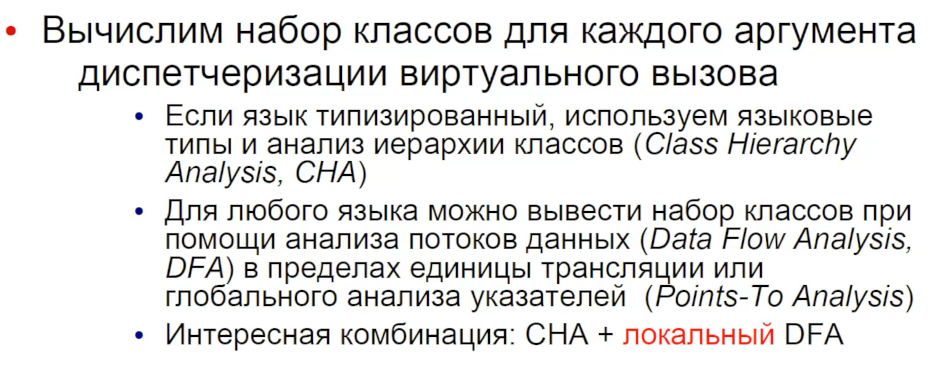 • Вычислим набор классов для каждого аргумента
диспетчеризации виртуального вызова
• Если язык типизированный, используем языковые
типы и анализ иерархии классов (Class Hierarchy
Analysis, CHA)
• Для любого языка можно вывести набор классов при
помощи анализа потоков данных (Data Flow Analysis,
DFA) в пределах единицы трансляции или
глобального анализа указателей (Points-To Analysis)
• Интересная комбинация: CHA + локальный DFA